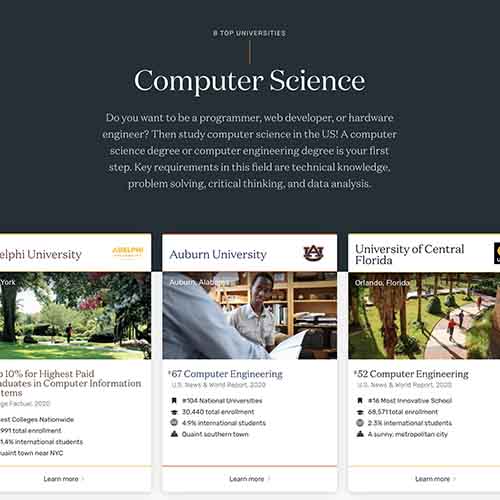 8 TOP UNIVERSITIES
Computer Science
Do you want to be a programmer, web developer, or hardware
engineer? Then study computer science in the US! A computer
science degree or computer engineering degree is your first
step. Key requirements in this field are technical knowledge,
problem solving, critical thinking, and data analysis.
elphi University
ADELPHI
UNIVERSITY
York
10% for Highest Paid
aduates in Computer Information
tems
ge Factual, 2020
est Colleges Nationwide
991 total enrollment
1.4% international students
uaint town near NYC
Learn more
Auburn University
AU
Auburn, Alabama
#67 Computer Engineering
U.S. News & World Report, 2020
#104 National Universities
30,440 total enrollment
4.9% international students
Quaint southern town
Learn more
University of Central
Florida
Orlando, Florida
#52 Computer Engineering
U.S. News & World Report, 2020
#16 Most Innovative School
68,571 total enrollment
2.3% international students
A sunny, metropolitan city
Learn more